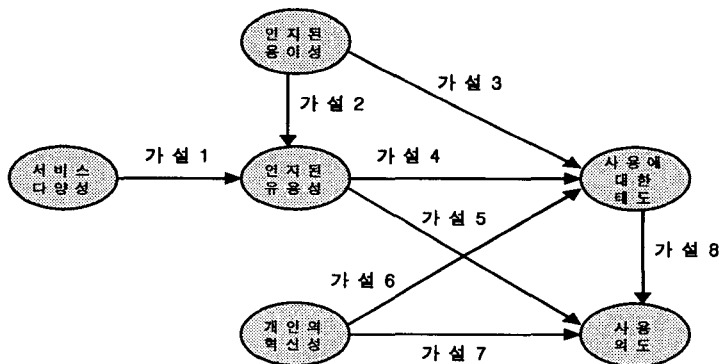 인지된
용이성
가설 3
가설 2
서비스
다양성
가설 1
인지된
유용성
가설 4
사용에
대한
태도
가설 5
가설 8
가설 6
개인의
혁신성
가설 7
사용
의도